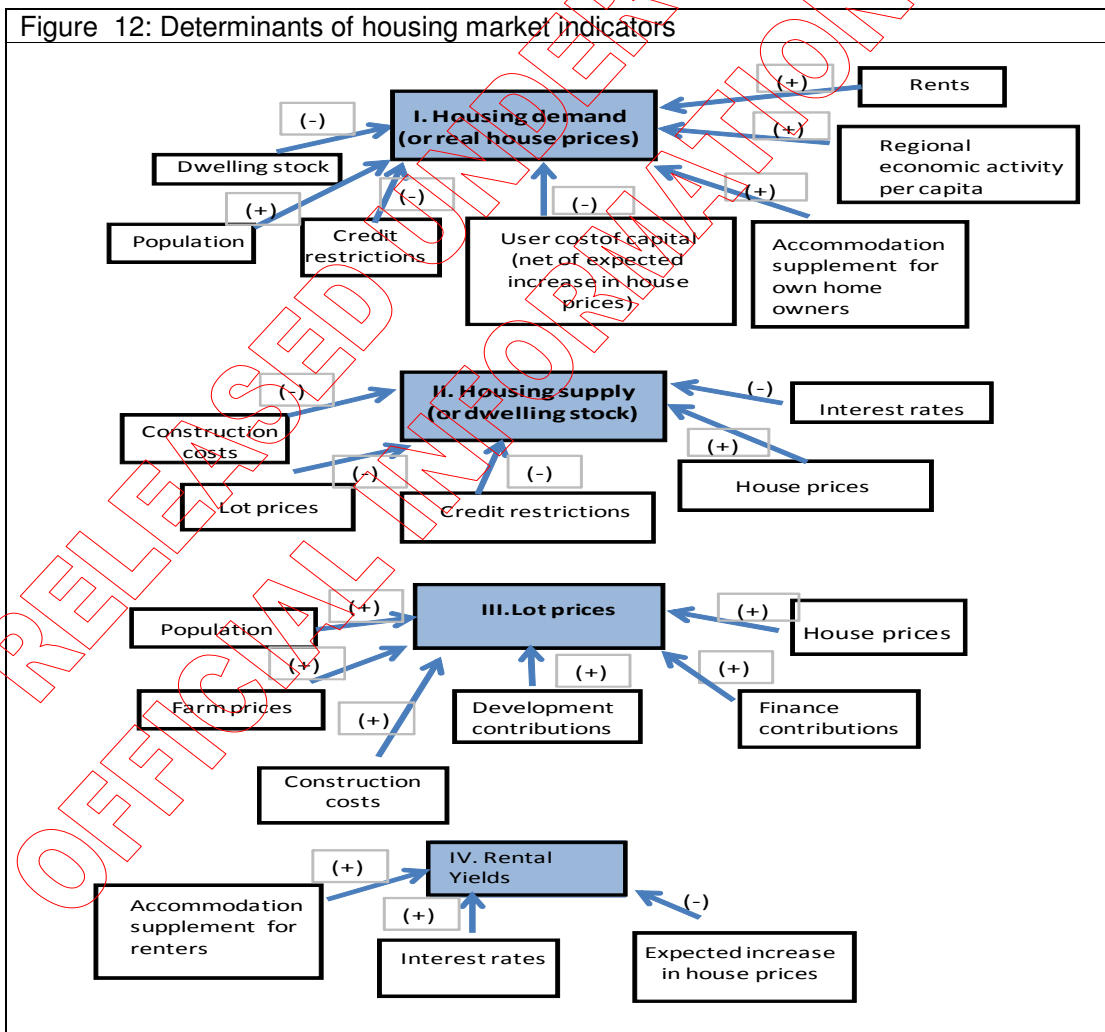 Figure 12: Determinants of housing market indicators
I. Housing demand
(or real house prices)
(+)
Rents
(-)
Dwelling stock
(+)
Regional
economic activity
per capita
(+)
Population
(-)
Credit
restrictions
(-)
User costof capital
(net of expected
increase in house
prices)
(+)
Accommodation
supplement for
own home
owners
II. Housing supply
(or dwelling stock)
(-)
Construction
costs
(-)
Interest rates
(-)
Lot prices
(-)
Credit restrictions
(+)
House prices
III.Lot prices
(+)
Population
(+)
House prices
(+)
Farm prices
(+)
Development
contributions
(+)
Finance
contributions
(+)
Construction
costs
IV. Rental
Yields
(+)
Accommodation
supplement for
renters
(+)
Interest rates
(-)
Expected increase
in house prices
RELEASED UNDER
OFFICIAL INFORMATION